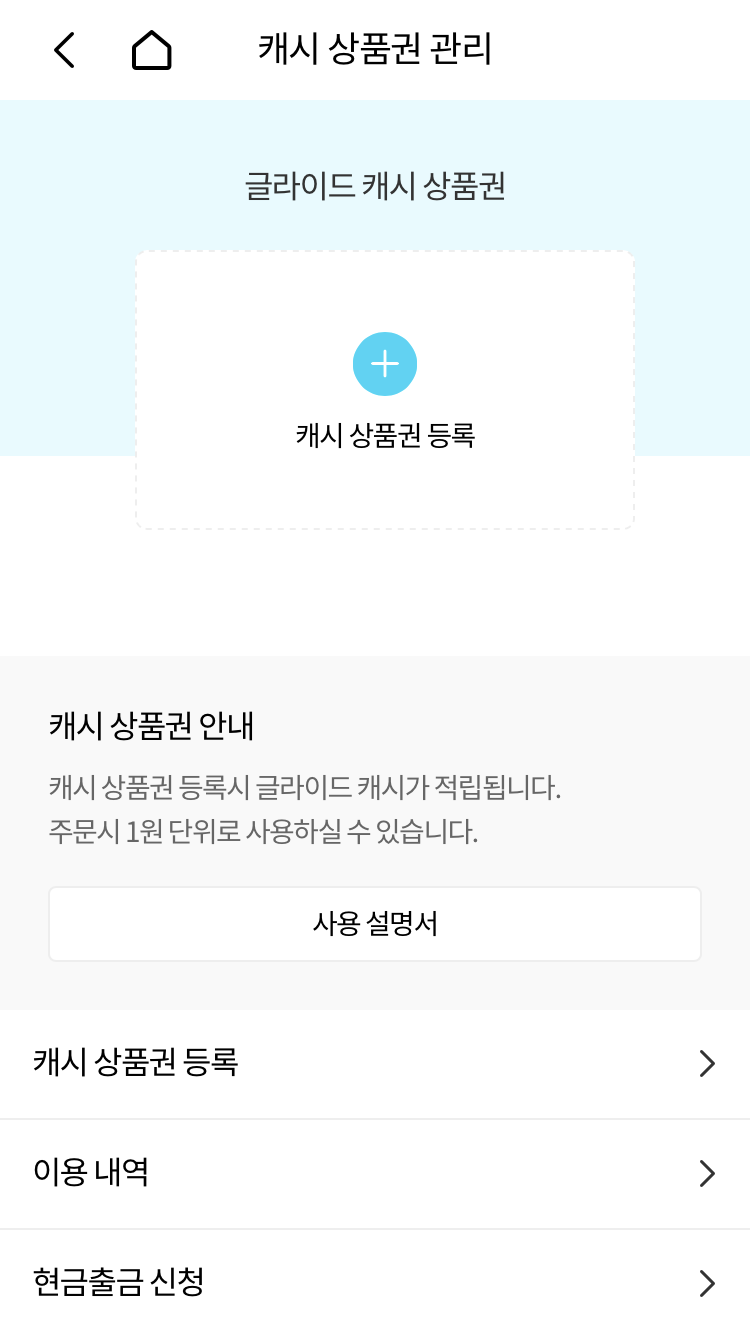 캐시 상품권 관리
글라이드 캐시 상품권
캐시 상품권 등록
캐시 상품권 안내
캐시 상품권 등록시 글라이드 캐시가 적립됩니다.
주문시 1원 단위로 사용하실 수 있습니다.
사용 설명서
캐시 상품권 등록
이용 내역
현금출금 신청